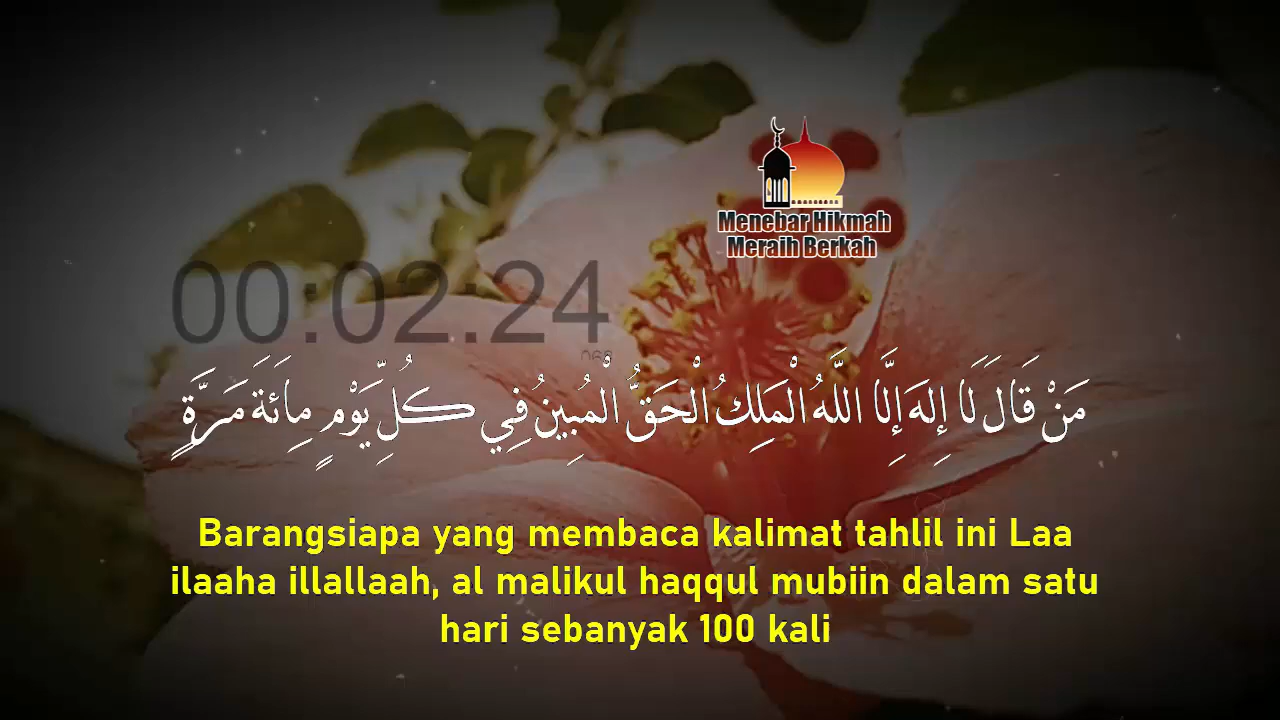 Menebar Hikmah
Meraih Berkah
00:02:24
مَنْ قَالَ لَا إِلهَ إِلَّا اللَّهُ الْمَلِكُ الْحَقُّ الْمُبِينُ فِي كُلِّ يَوْمٍ مِائَةَ مَرَّةٍ
Barangsiapa yang membaca kalimat tahlil ini Laa
ilaaha illallaah, al malikul haqqul mubiin dalam satu
hari sebanyak 100 kali